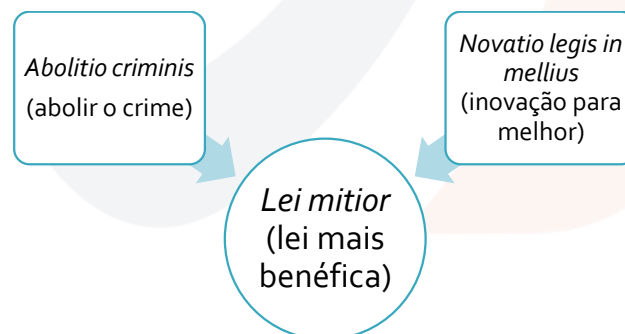 Abolitio criminis
(abolir o crime)
Novatio legis in
mellius
(inovação para
melhor)
Lei mitior
(lei mais
benéfica)